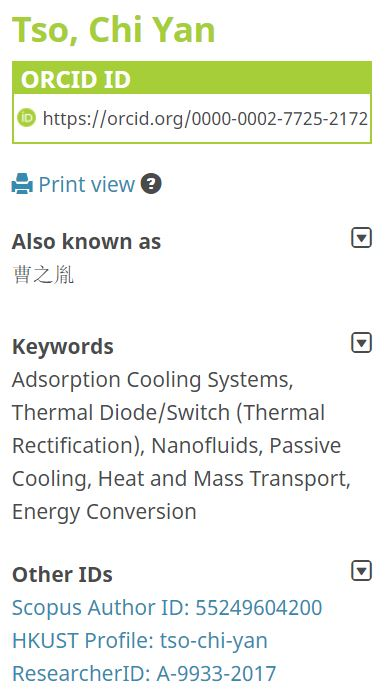 Tso, Chi Yan
ORCID ID
iD https://orcid.org/0000-0002-7725-2172
Print view ?
Also known as
曹之胤
Keywords
Adsorption Cooling Systems,
Thermal Diode/Switch (Thermal
Rectification), Nanofluids, Passive
Cooling, Heat and Mass Transport,
Energy Conversion
Other IDs
Scopus Author ID: 55249604200
HKUST Profile: tso-chi-yan
ResearcherID: A-9933-2017